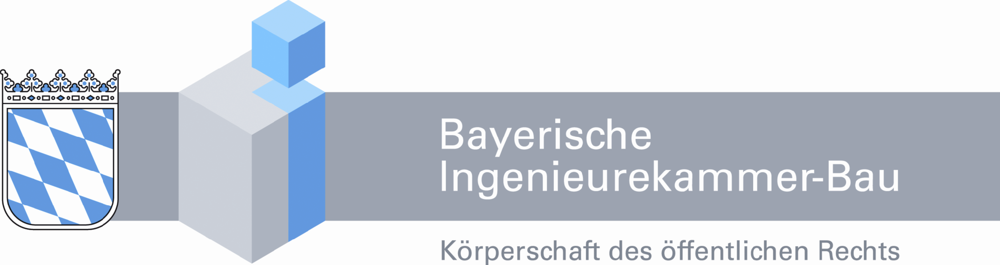 Bayerische
Ingenieurekammer-Bau
Körperschaft des öffentlichen Rechts